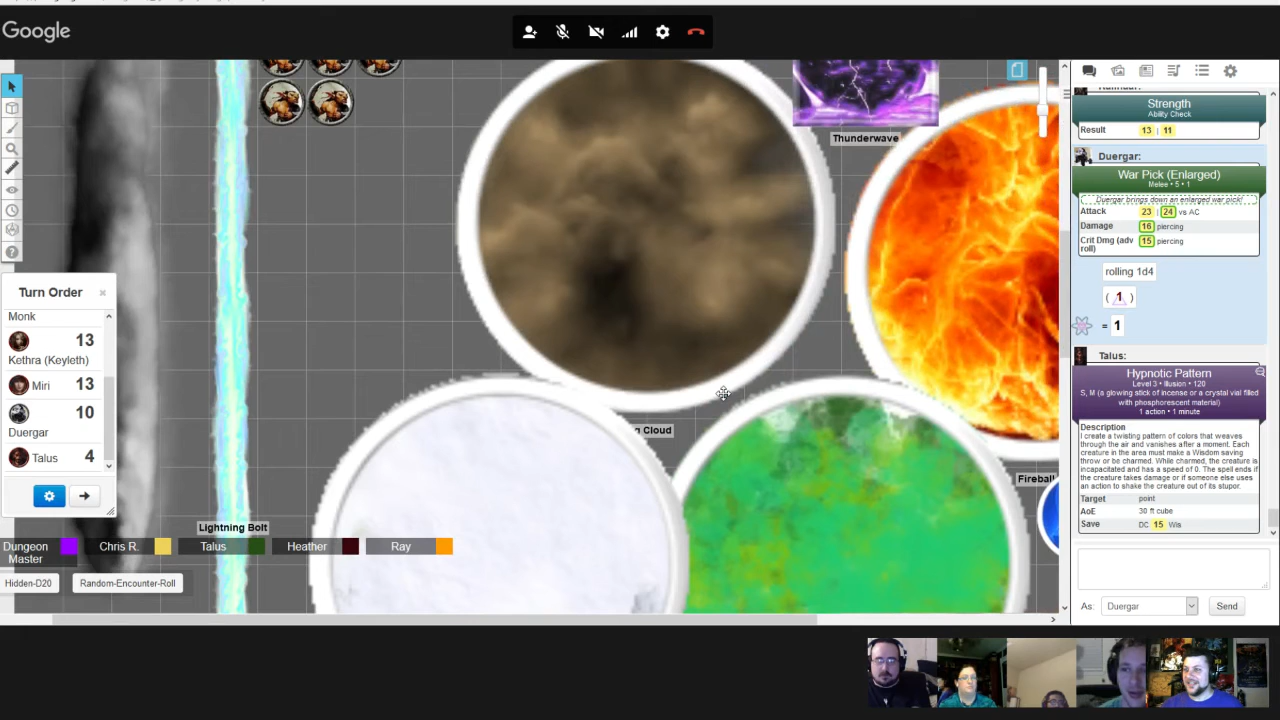 Google
Thunderwave
g Cloud
Fireball
Lightning Bolt
Turn Order
Monk
13
Kethra (Keyleth)
Miri 13
10
Duergar
Talus 4
Dungeon Master
Chris R.
Talus
Heather
Ray
Hidden-D20
Random-Encounter-Roll
Strength
Ability Check
Result 13 | 11
Duergar:
War Pick (Enlarged)
Melee • 5 • 1
Duergar brings down an enlarged war pick!
Attack 23 | 24 vs AC
Damage 16 piercing
Crit Dmg (adv roll) 15 piercing
rolling 1d4
( 1 )
= 1
Talus:
Hypnotic Pattern
Level 3 • Illusion • 120
S, M (a glowing stick of incense or a crystal vial filled
with phosphorescent material)
1 action • 1 minute
Description
I create a twisting pattern of colors that weaves
through the air and vanishes after a moment. Each
creature in the area must make a Wisdom saving
throw or be charmed. While charmed, the creature is
incapacitated and has a speed of 0. The spell ends if
the creature takes damage or if someone else uses
an action to shake the creature out of its stupor.
Target point
AoE 30 ft cube
Save DC 15 Wis
As: Duergar Send